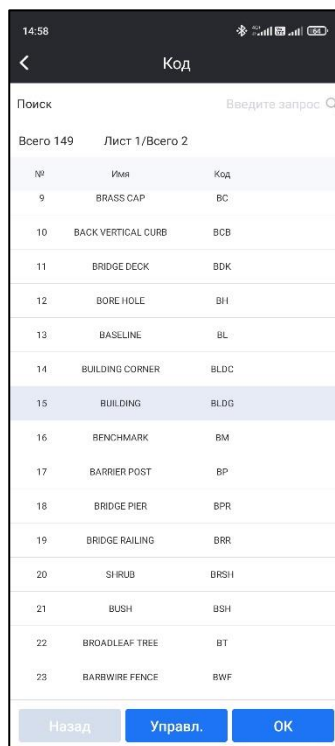 14:58
64
Код
Поиск
Введите запрос
Всего 149 Лист 1/Всего 2
№ Имя Код
9 BRASS CAP BC
10 BACK VERTICAL CURB BCB
11 BRIDGE DECK BDK
12 BORE HOLE BH
13 BASELINE BL
14 BUILDING CORNER BLDC
15 BUILDING BLDG
16 BENCHMARK BM
17 BARRIER POST BP
18 BRIDGE PIER BPR
19 BRIDGE RAILING BRR
20 SHRUB BRSH
21 BUSH BSH
22 BROADLEAF TREE BT
23 BARBWIRE FENCE BWF
Назад Управл. OK